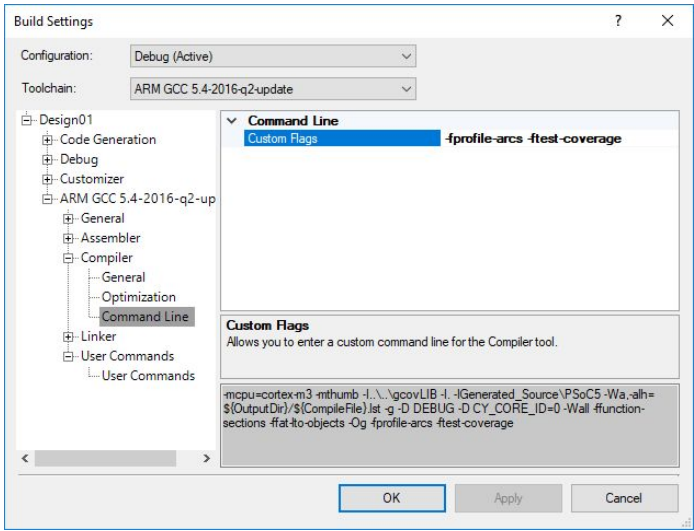 Build Settings
?
Configuration:
Debug (Active)
Toolchain:
ARM GCC 5.4-2016-q2-update
Design01
Code Generation
Debug
Customizer
ARM GCC 5.4-2016-q2-up
General
Assembler
Compiler
General
Optimization
Command Line
Linker
User Commands
User Commands
Command Line
Custom Flags
-fprofile-arcs -ftest-coverage
Custom Flags
Allows you to enter a custom command line for the Compiler tool.
-mcpu=cortex-m3 -mthumb -I..\..\gcovLIB -I. -IGenerated_Source\PSoC5 -Wa,-alh=
${OutputDir}/${CompileFile}.lst -g -D DEBUG -D CY_CORE_ID=0 -Wall -ffunction-
sections -ffat-lto-objects -Og -fprofile-arcs -ftest-coverage
OK
Apply
Cancel